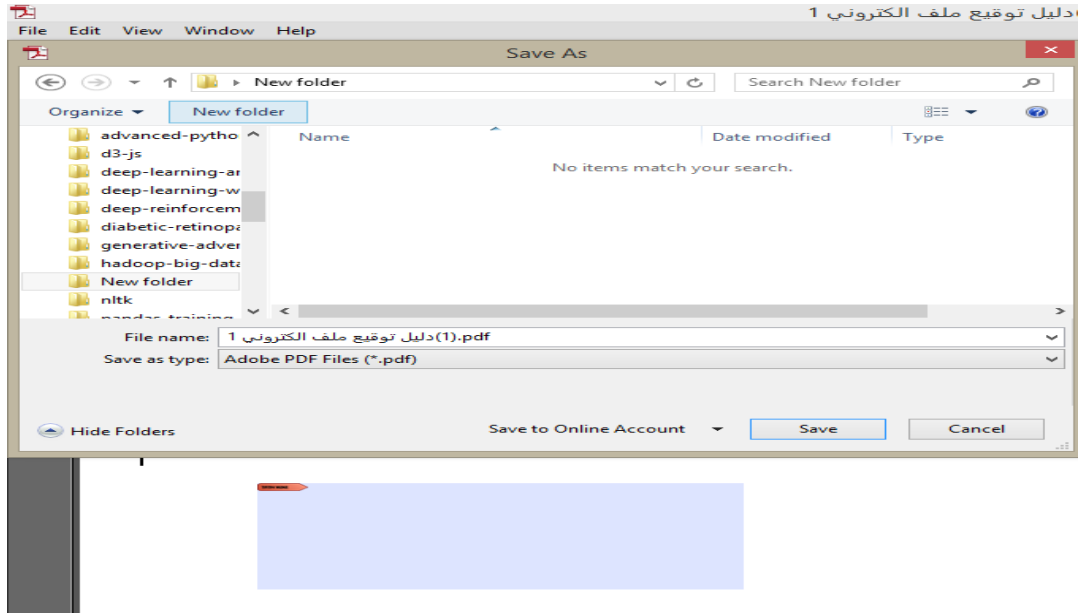 دليل توقيع ملف الكتروني 1
File Edit View Window Help
Save As
New folder
Search New folder
Organize
New folder
Name
Date modified
Type
No items match your search.
advanced-pytho
d3-js
deep-learning-ar
deep-learning-w
deep-reinforcem
diabetic-retinopa
generative-adver
hadoop-big-data
New folder
nltk
pandas-training
File name: دليل توقيع ملف الكتروني 1(1).pdf
Save as type: Adobe PDF Files (*.pdf)
Hide Folders
Save to Online Account
Save
Cancel